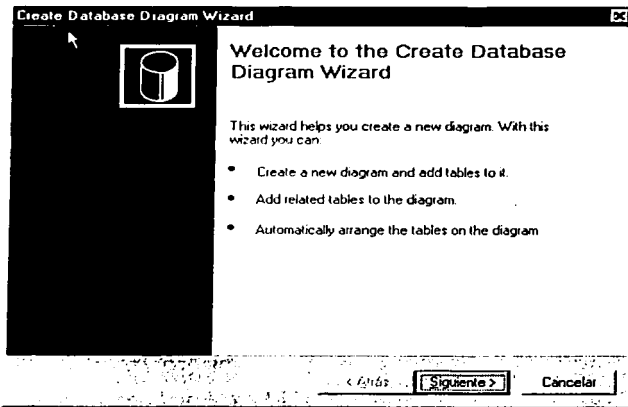 Create Database Diagram Wizard
Welcome to the Create Database
Diagram Wizard
This wizard helps you create a new diagram. With this
wizard you can:
• Create a new diagram and add tables to it.
• Add related tables to the diagram.
• Automatically arrange the tables on the diagram
< Atrás Siguiente > Cancelar